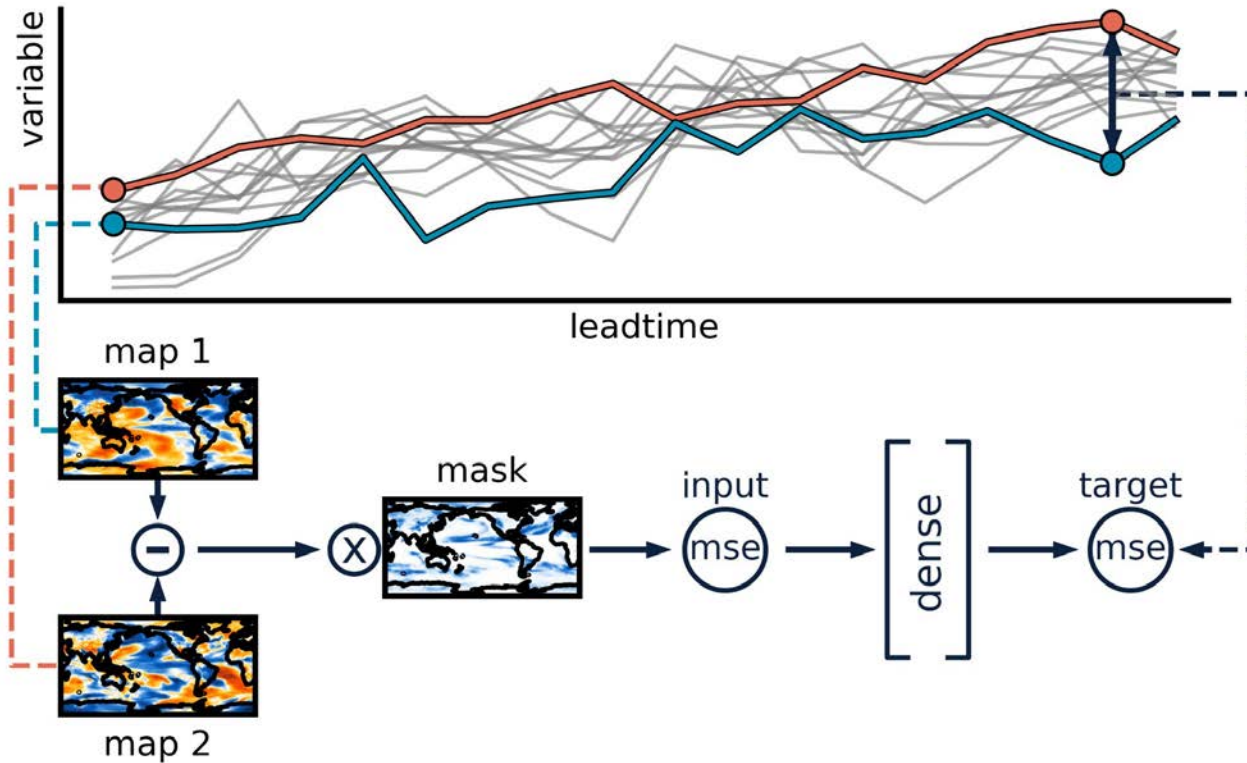 variable
leadtime
map 1
-
x
mask
input
mse
dense
target
mse
map 2